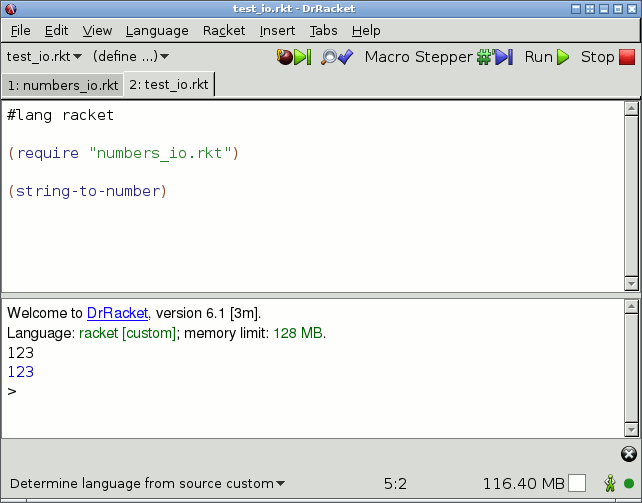 test_io.rkt - DrRacket
File Edit View Language Racket Insert Tabs Help
test_io.rkt (define ...) Macro Stepper Run Stop
1: numbers_io.rkt 2: test_io.rkt
#lang racket
(require "numbers_io.rkt")
(string-to-number)
Welcome to DrRacket, version 6.1 [3m].
Language: racket [custom]; memory limit: 128 MB.
123
123
>
Determine language from source custom 5:2 116.40 MB